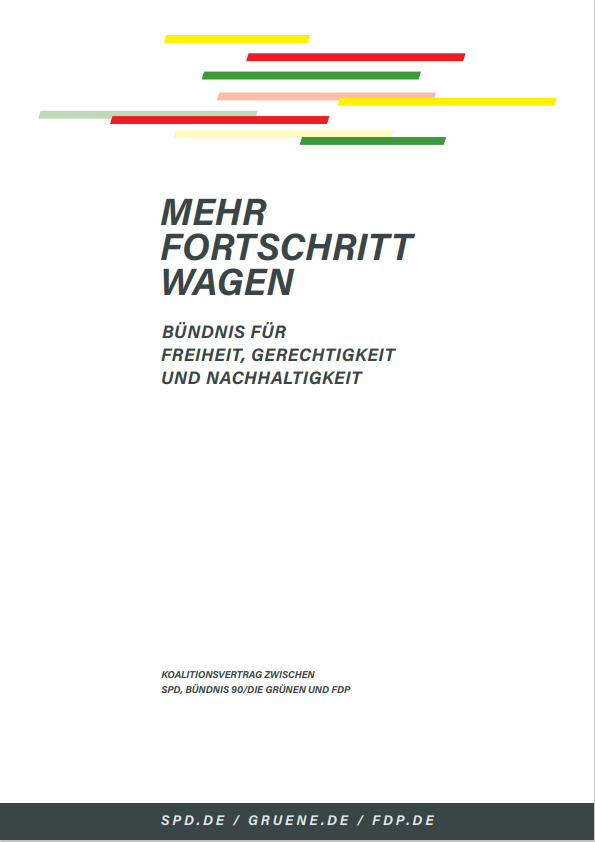 MEHR
FORTSCHRITT
WAGEN
BÜNDNIS FÜR
FREIHEIT, GERECHTIGKEIT
UND NACHHALTIGKEIT
KOALITIONSVERTRAG ZWISCHEN
SPD, BÜNDNIS 90/DIE GRÜNEN UND FDP
SPD.DE / GRUENE.DE / FDP.DE